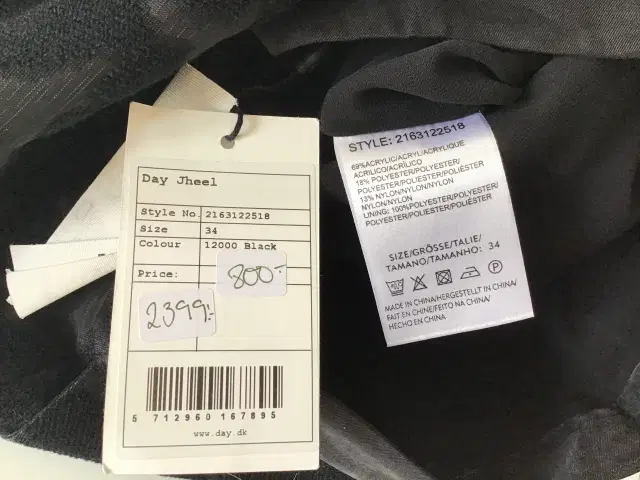 Day Jheel
Style No. 2163122518
Size 34
Colour 12000 Black
Price: 800-
2399:-
5 712960 167895
www.day.dk
STYLE: 2163122518
69%ACRYLIC/ACRYL/ACRYLIQUE
ACRILICO/ACRÍLICO
18% POLYESTER/POLYESTER/
POLYESTER/POLIESTER/POLIÉSTER
13% NYLON/NYLON/NYLON
NYLON/NYLON
LINING: 100%POLYESTER/POLYESTER/
POLYESTER/POLIESTER/POLIÉSTER
SIZE/GRÖSSE/TALIE/
TAMANO/TAMANHO: 34
P
MADE IN CHINA/HERGESTELLT IN CHINA/
FAIT EN CHINE/FEITO NA CHINA/
HECHO EN CHINA